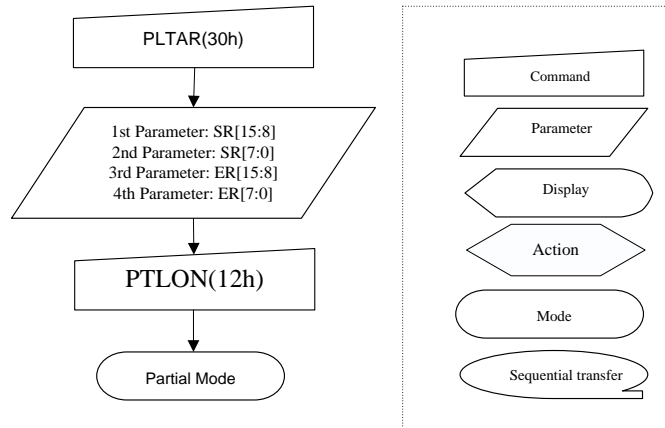 PLTAR(30h)
1st Parameter: SR[15:8]
2nd Parameter: SR[7:0]
3rd Parameter: ER[15:8]
4th Parameter: ER[7:0]
PTLON(12h)
Partial Mode
Command
Parameter
Display
Action
Mode
Sequential transfer